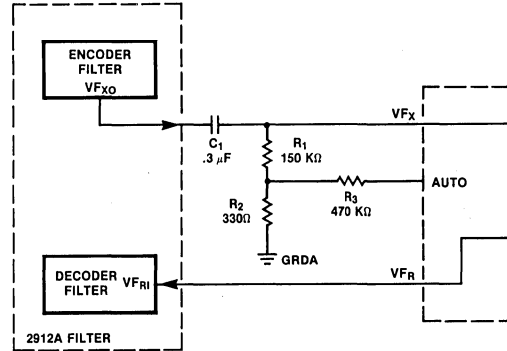 ENCODER
FILTER
VFXO
C1
.3 μF
R1
150 KΩ
VFX
R2
330Ω
R3
470 KΩ
AUTO
GRDA
DECODER
FILTER
VFRI
VFR
2912A FILTER